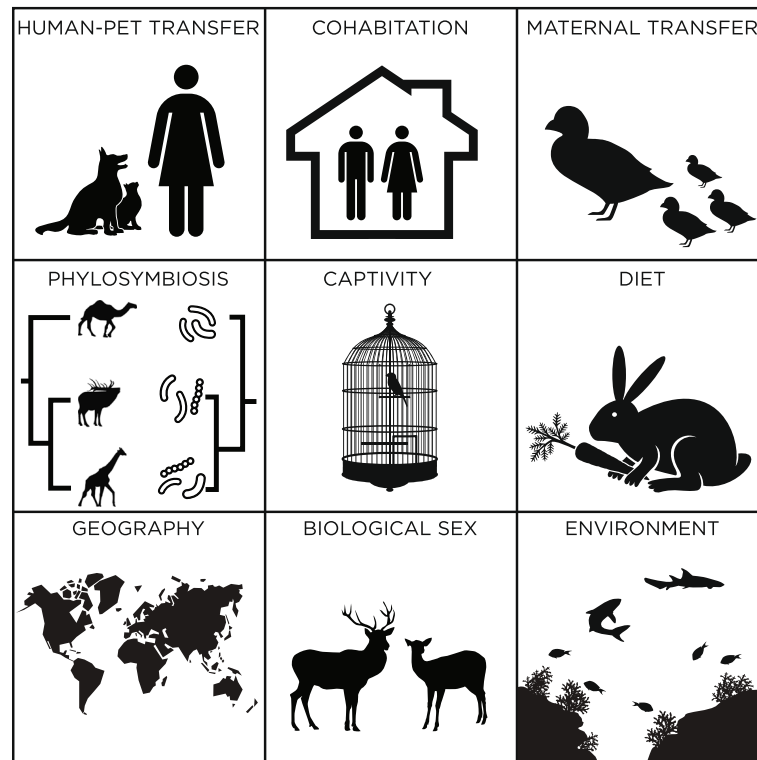 HUMAN-PET TRANSFER
COHABITATION
MATERNAL TRANSFER
PHYLOSYMBIOSIS
CAPTIVITY
DIET
GEOGRAPHY
BIOLOGICAL SEX
ENVIRONMENT